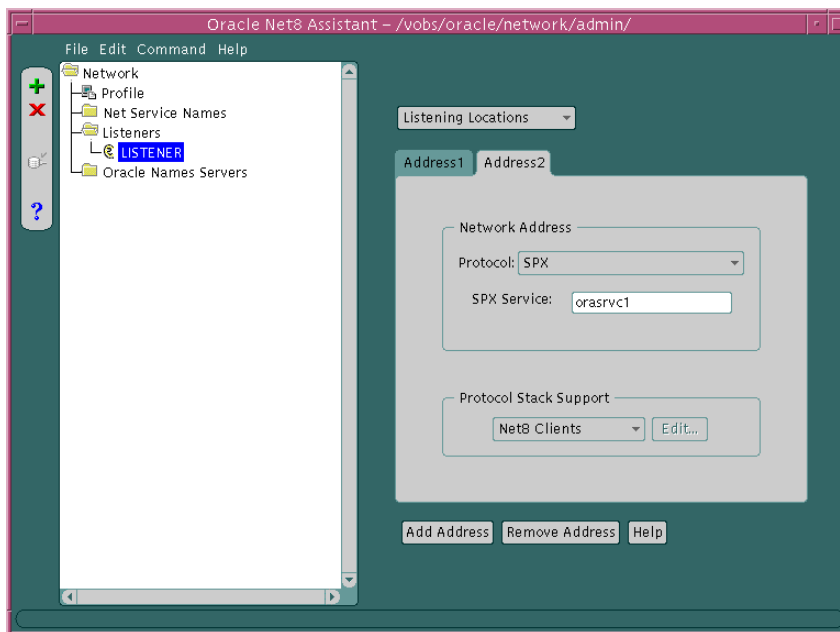 Oracle Net8 Assistant – /vobs/oracle/network/admin/
File Edit Command Help
Network
Profile
Net Service Names
Listeners
LISTENER
Oracle Names Servers
?
Listening Locations
Address1 Address2
Network Address
Protocol: SPX
SPX Service: orasrvc1
Protocol Stack Support
Net8 Clients Edit...
Add Address Remove Address Help